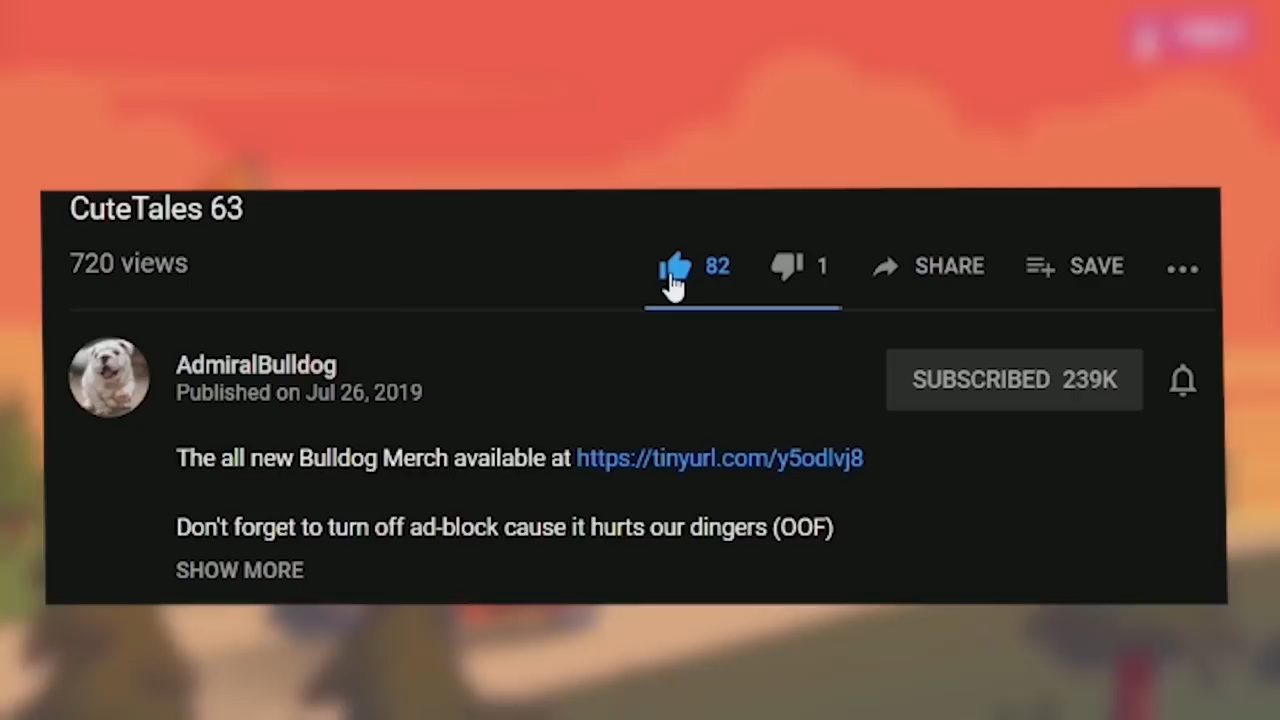 CuteTales 63
720 views
82 1 SHARE SAVE
AdmiralBulldog
Published on Jul 26, 2019
SUBSCRIBED 239K
The all new Bulldog Merch available at https://tinyurl.com/y5odlvj8
Don't forget to turn off ad-block cause it hurts our dingers (OOF)
SHOW MORE